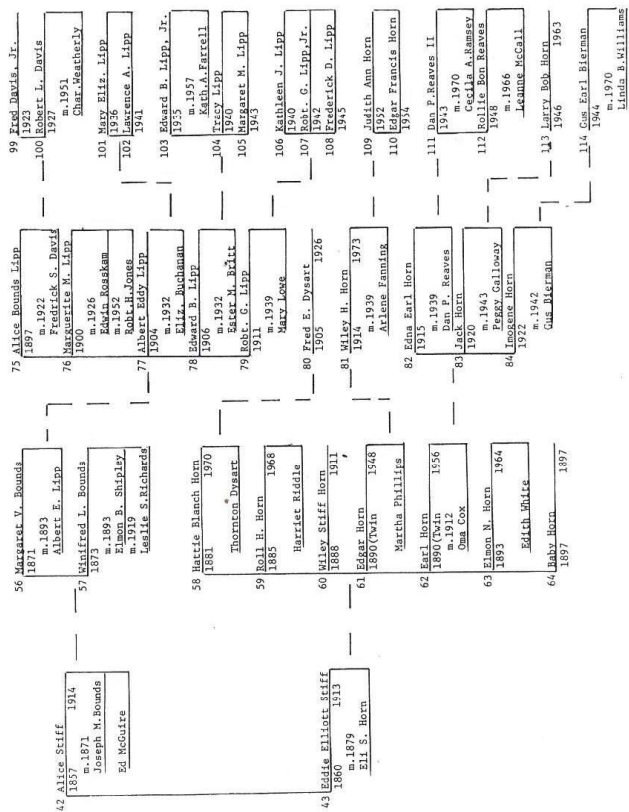 42 Alice Stiff
1857 1914
m.1871
Joseph M.Bounds
Ed McGuire
43 Eddie Elliott Stiff
1860 1913
m.1879
Eli S. Horn
56 Margaret V. Bounds
1871
m.1893
Albert E. Lipp
57 Winifred L. Bounds
1873
m.1893
Elmon B. Shipley
m.1919
Leslie S.Richards
58 Hattie Blanch Horn
1881 1970
Thornton Dysart
59 Roll H. Horn
1885 1968
Harriet Riddle
60 Wiley Stiff Horn
1888 1911
61 Edgar Horn
1890(Twin 1948
Martha Phillips
62 Earl Horn
1890(Twin 1956
m.1912
Oma Cox
63 Elmon N. Horn
1893 1964
Edith White
64 Baby Horn
1897 1897
75 Alice Bounds Lipp
1897
m.1922
Fredrick S. Davis
76 Marguerite M. Lipp
1900
m.1926
Edwin Rosskam
m.1952
Robt.H.Jones
77 Albert Eddy Lipp
1904
m.1932
Eliz. Buchanan
78 Edward B. Lipp
1906
m.1932
Ester M. Britt
79 Robt. G. Lipp
1911
m.1939
Mary Lowe
80 Fred E. Dysart
1905 1926
81 Wiley H. Horn
1914 1973
m.1939
Arlene Fanning
82 Edna Earl Horn
1915
m.1939
Dan P. Reaves
83 Jack Horn
1920
m.1943
Peggy Galloway
84 Imogene Horn
1922
m.1942
Gus Bierman
99 Fred Davis, Jr.
1923
100 Robert L. Davis
1927
m.1951
Char.Weatherly
101 Mary Eliz. Lipp
1936
102 Lawrence A. Lipp
1941
103 Edward B. Lipp, Jr.
1935
m.1957
Kath.A.Farrell
104 Tracy Lipp
1940
105 Margaret M. Lipp
1943
106 Kathleen J. Lipp
1940
107 Robt. G. Lipp,Jr.
1942
108 Frederick D. Lipp
1945
109 Judith Ann Horn
1952
110 Edgar Francis Horn
1954
111 Dan P.Reaves II
1943
m.1970
Cecila A.Ramsey
112 Rollie Bon Reaves
1948
m.1966
Leanne McCall
113 Larry Bob Horn
1946 1963
114 Gus Earl Bierman
1944
m.1970
Linda B.Williams